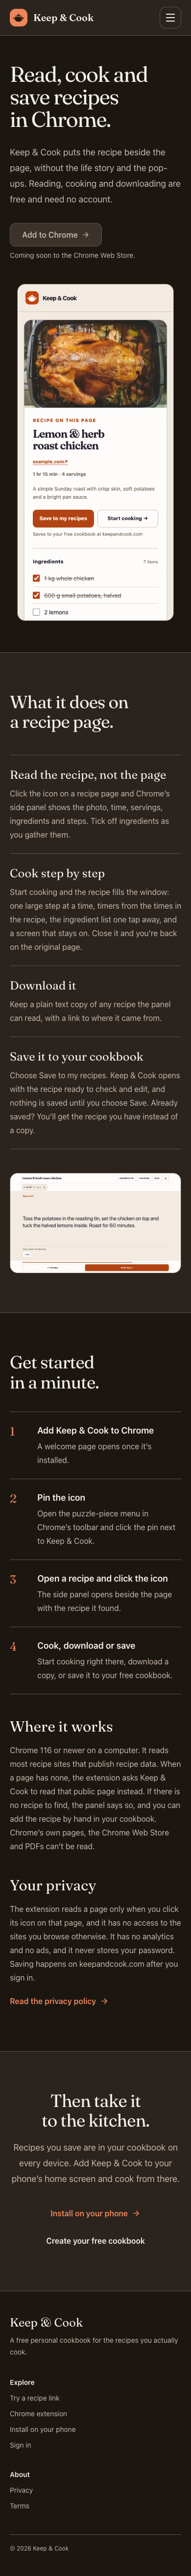 Keep & Cook
Read, cook and
save recipes
in Chrome.
Keep & Cook puts the recipe beside the
page, without the life story and the pop-
ups. Reading, cooking and downloading are
free and need no account.
Add to Chrome →
Coming soon to the Chrome Web Store.
Keep & Cook
RECIPE ON THIS PAGE
Lemon & herb
roast chicken
example.com↗
1 hr 15 min · 4 servings
A simple Sunday roast with crisp skin, soft potatoes
and a bright pan sauce.
Save to my recipes
Start cooking →
Saves to your free cookbook at keepandcook.com
Ingredients
7 items
1 kg whole chicken
600 g small potatoes, halved
2 lemons
What it does on
a recipe page.
Read the recipe, not the page
Click the icon on a recipe page and Chrome's
side panel shows the photo, time, servings,
ingredients and steps. Tick off ingredients as
you gather them.
Cook step by step
Start cooking and the recipe fills the window:
one large step at a time, timers from the times in
the recipe, the ingredient list one tap away, and
a screen that stays on. Close it and you're back
on the original page.
Download it
Keep a plain text copy of any recipe the panel
can read, with a link to where it came from.
Save it to your cookbook
Choose Save to my recipes. Keep & Cook opens
with the recipe ready to check and edit, and
nothing is saved until you choose Save. Already
saved? You'll get the recipe you have instead of
a copy.
Lemon & herb roast chicken
Toss the potatoes in the roasting tin, set the chicken on top and
tuck the halved lemons inside. Roast for 60 minutes.
Get started
in a minute.
1
Add Keep & Cook to Chrome
A welcome page opens once it's
installed.
2
Pin the icon
Open the puzzle-piece menu in
Chrome's toolbar and click the pin next
to Keep & Cook.
3
Open a recipe and click the icon
The side panel opens beside the page
with the recipe it found.
4
Cook, download or save
Start cooking right there, download a
copy, or save it to your free cookbook.
Where it works
Chrome 116 or newer on a computer. It reads
most recipe sites that publish recipe data. When
a page has none, the extension asks Keep &
Cook to read that public page instead. If there is
no recipe to find, the panel says so, and you can
add the recipe by hand in your cookbook.
Chrome's own pages, the Chrome Web Store
and PDFs can't be read.
Your privacy
The extension reads a page only when you click
its icon on that page, and it has no access to the
sites you browse otherwise. It has no analytics
and no ads, and it never stores your password.
Saving happens on keepandcook.com after you
sign in.
Read the privacy policy →
Then take it
to the kitchen.
Recipes you save are in your cookbook on
every device. Add Keep & Cook to your
phone's home screen and cook from there.
Install on your phone →
Create your free cookbook
Keep & Cook
A free personal cookbook for the recipes you actually
cook.
Explore
Try a recipe link
Chrome extension
Install on your phone
Sign in
About
Privacy
Terms
© 2026 Keep & Cook